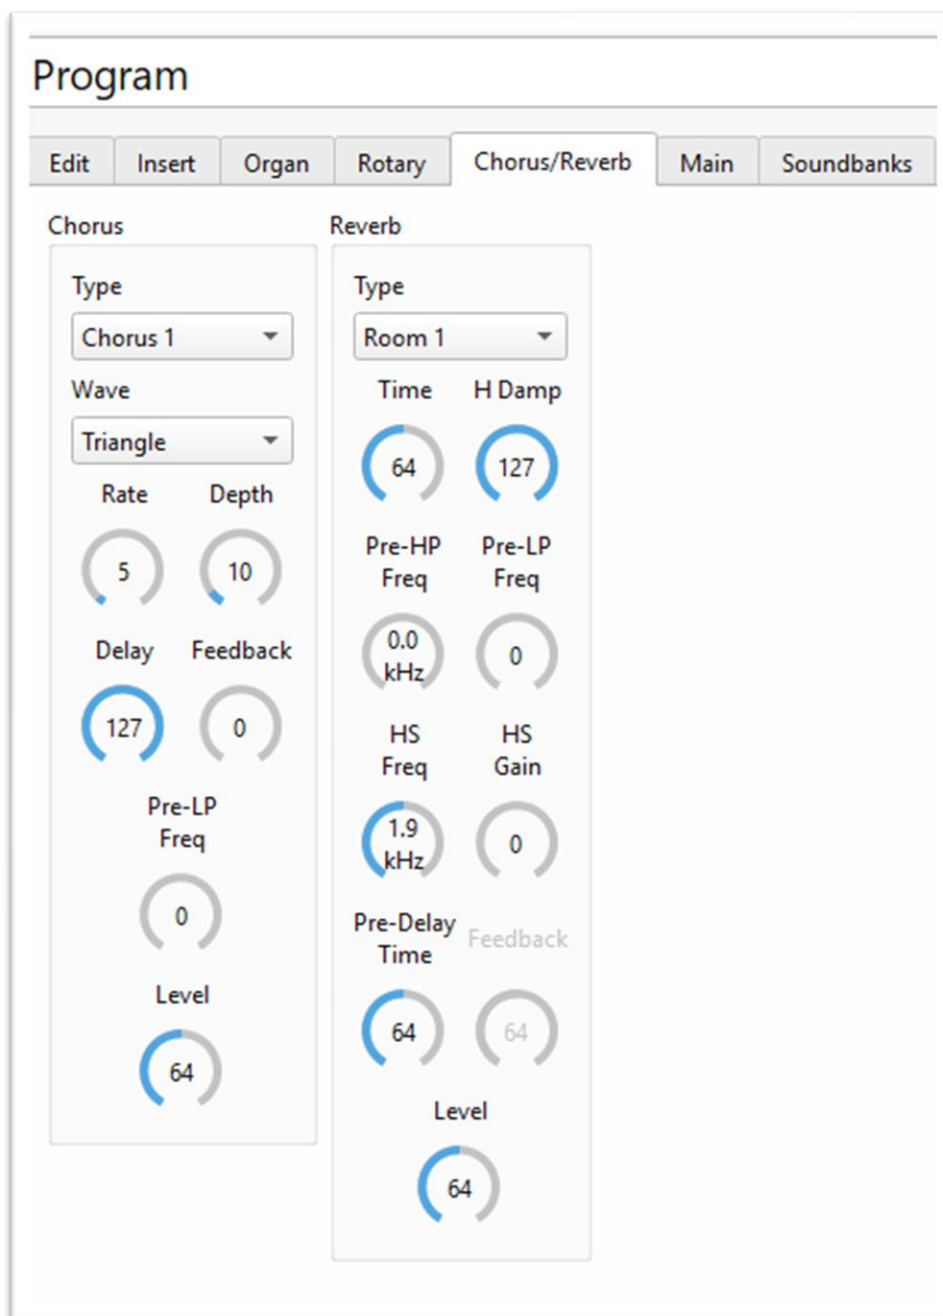 Program
Edit Insert Organ Rotary Chorus/Reverb Main Soundbanks
Chorus
Type
Chorus 1
Wave
Triangle
Rate Depth
5 10
Delay Feedback
127 0
Pre-LP
Freq
0
Level
64
Reverb
Type
Room 1
Time H Damp
64 127
Pre-HP Pre-LP
Freq Freq
0.0
kHz 0
HS HS
Freq Gain
1.9
kHz 0
Pre-Delay
Time Feedback
64 64
Level
64